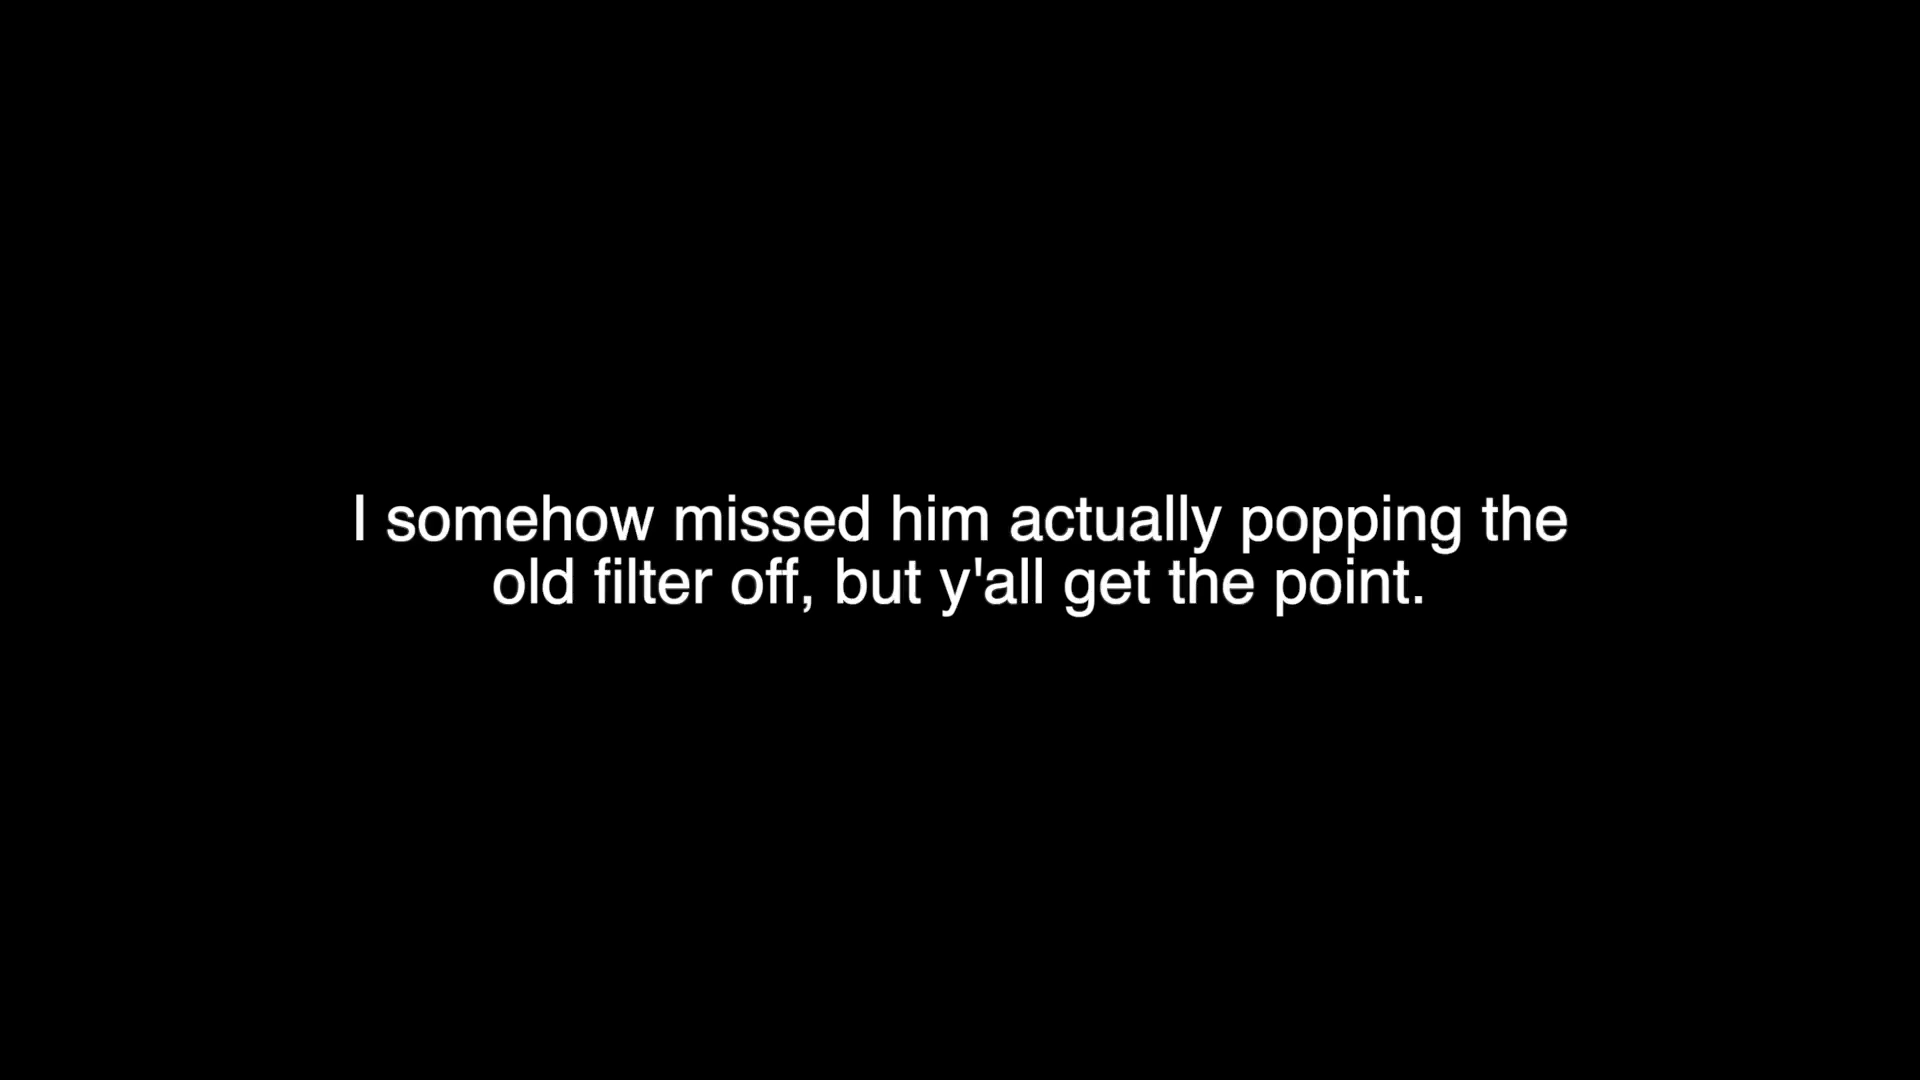 I somehow missed him actually popping the
old filter off, but y'all get the point.